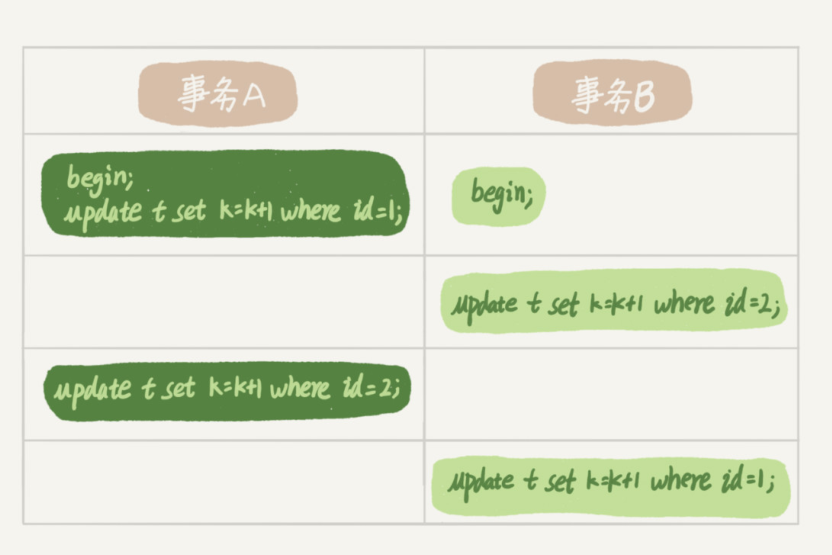 事务A
事务B
begin;
update t set k=k+1 where id=1;
begin;
update t set k=k+1 where id=2;
update t set k=k+1 where id=2;
update t set k=k+1 where id=1;